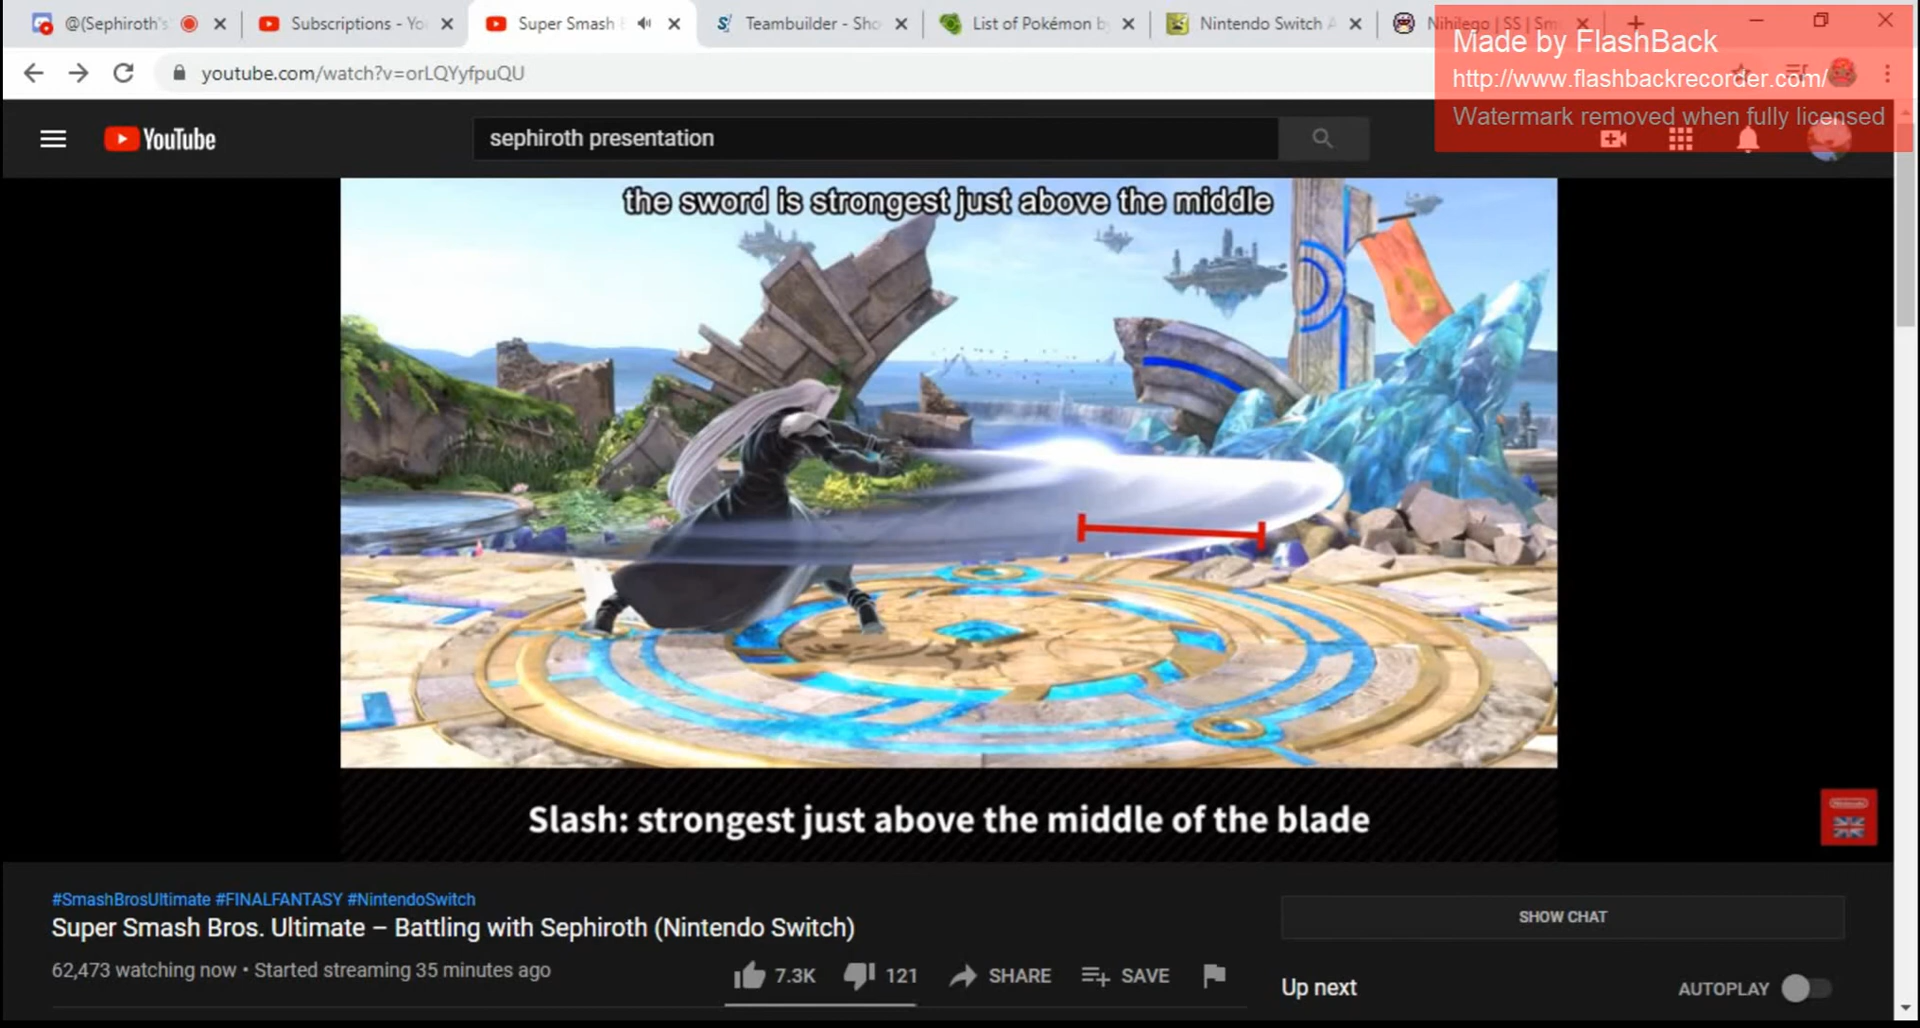 @(Sephiroth's
Subscriptions - Yo
Super Smash
Teambuilder - Sho
List of Pokémon b
Nintendo Switch A
Nihilego | SS | Sm
Made by FlashBack
http://www.flashbackrecorder.com/
Watermark removed when fully licensed
youtube.com/watch?v=orLQYyfpuQU
YouTube
sephiroth presentation
the sword is strongest just above the middle
Slash: strongest just above the middle of the blade
Nintendo
#SmashBrosUltimate #FINALFANTASY #NintendoSwitch
Super Smash Bros. Ultimate – Battling with Sephiroth (Nintendo Switch)
62,473 watching now • Started streaming 35 minutes ago
7.3K
121
SHARE
SAVE
SHOW CHAT
Up next
AUTOPLAY